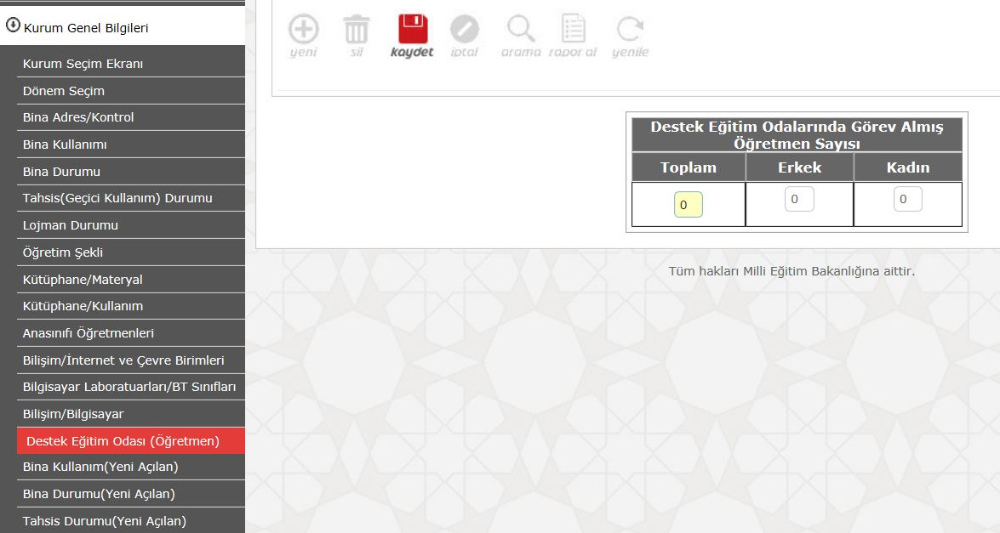 Kurum Genel Bilgileri
Kurum Seçim Ekranı
Dönem Seçim
Bina Adres/Kontrol
Bina Kullanımı
Bina Durumu
Tahsis(Geçici Kullanım) Durumu
Lojman Durumu
Öğretim Şekli
Kütüphane/Materyal
Kütüphane/Kullanım
Anasınıfı Öğretmenleri
Bilişim/İnternet ve Çevre Birimleri
Bilgisayar Laboratuarları/BT Sınıfları
Bilişim/Bilgisayar
Destek Eğitim Odası (Öğretmen)
Bina Kullanım(Yeni Açılan)
Bina Durumu(Yeni Açılan)
Tahsis Durumu(Yeni Açılan)
yeni sil kaydet iptal arama rapor al yenile
Destek Eğitim Odalarında Görev Almış
Öğretmen Sayısı
Toplam Erkek Kadın
0 0 0
Tüm hakları Milli Eğitim Bakanlığına aittir.